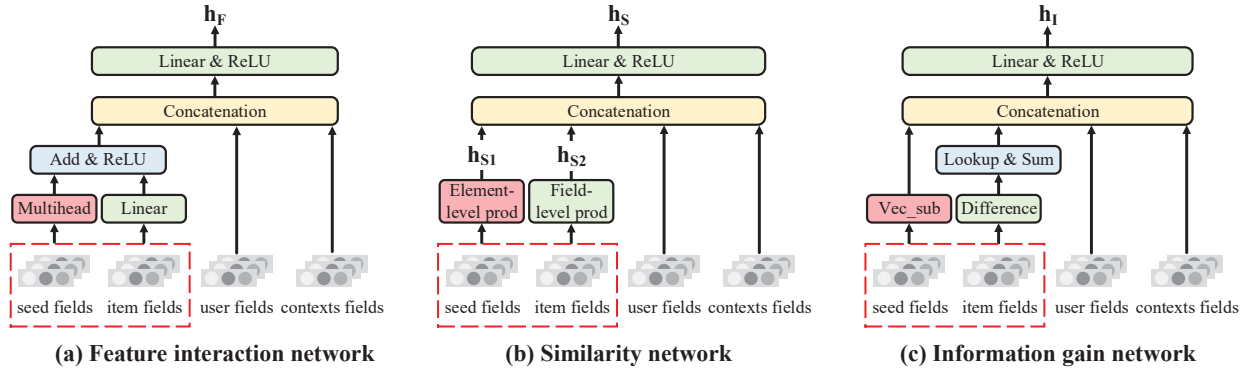 h_F
Linear & ReLU
Concatenation
Add & ReLU
Multihead
Linear
seed fields
item fields
user fields
contexts fields
(a) Feature interaction network
h_S
Linear & ReLU
Concatenation
h_S1
h_S2
Element-
level prod
Field-
level prod
seed fields
item fields
user fields
contexts fields
(b) Similarity network
h_I
Linear & ReLU
Concatenation
Lookup & Sum
Vec_sub
Difference
seed fields
item fields
user fields
contexts fields
(c) Information gain network